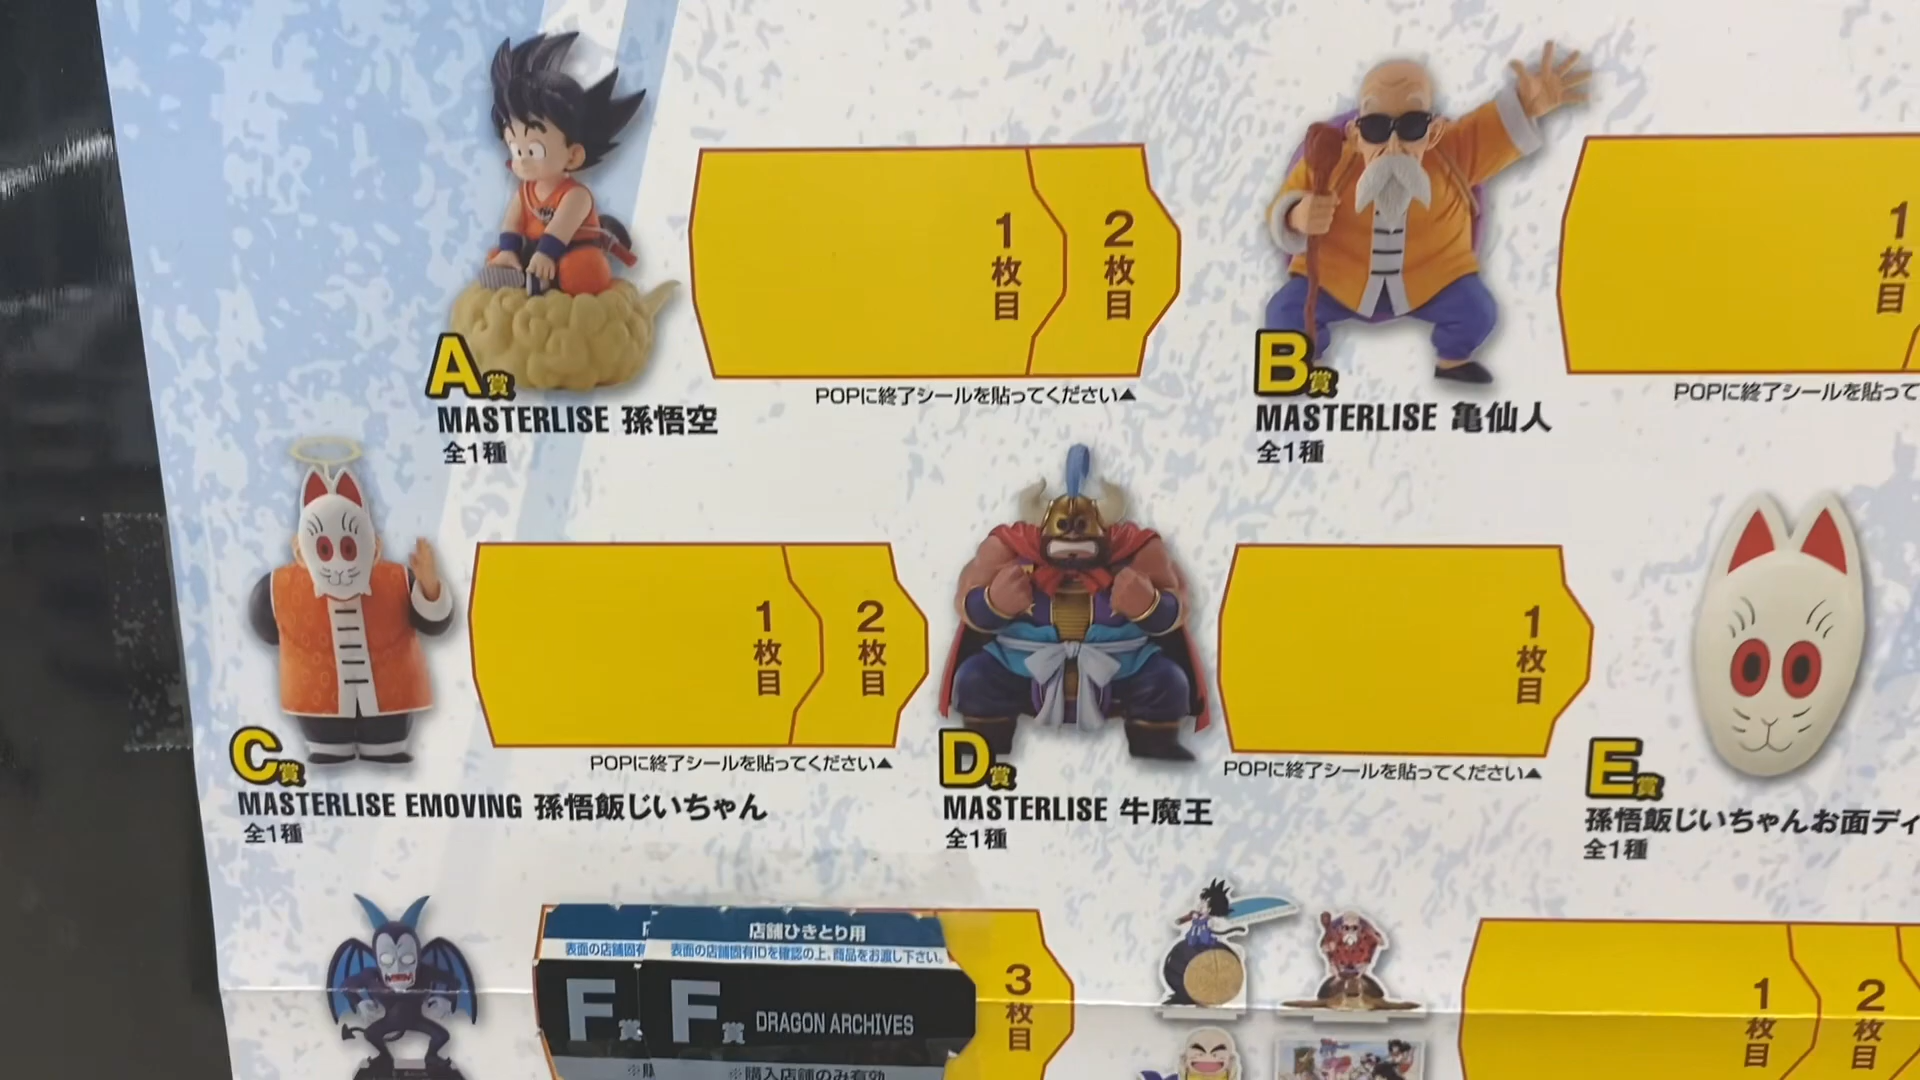 1枚目
2枚目
1枚目
A賞
B賞
POPに終了シールを貼ってください▲
POPに終了シールを貼って
MASTERLISE 孫悟空
全1種
MASTERLISE 亀仙人
全1種
1枚目
2枚目
1枚目
C賞
D賞
E賞
POPに終了シールを貼ってください▲
POPに終了シールを貼ってください▲
MASTERLISE EMOVING 孫悟飯じいちゃん
全1種
MASTERLISE 牛魔王
全1種
孫悟飯じいちゃんお面ディ
全1種
店舗ひきとり用
表面の店舗固有
表面の店舗固有IDを確認の上、商品をお渡し下さい。
F賞
F賞 DRAGON ARCHIVES
※購入店舗のみ有効
3枚目
1枚目
2枚目